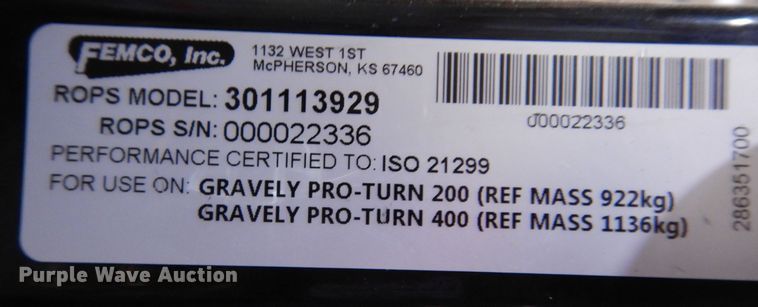 FEMCO, Inc.
1132 WEST 1ST
McPHERSON, KS 67460
ROPS MODEL: 301113929
ROPS S/N: 000022336
000022336
PERFORMANCE CERTIFIED TO: ISO 21299
FOR USE ON: GRAVELY PRO-TURN 200 (REF MASS 922kg)
GRAVELY PRO-TURN 400 (REF MASS 1136kg)
286351700
Purple Wave Auction